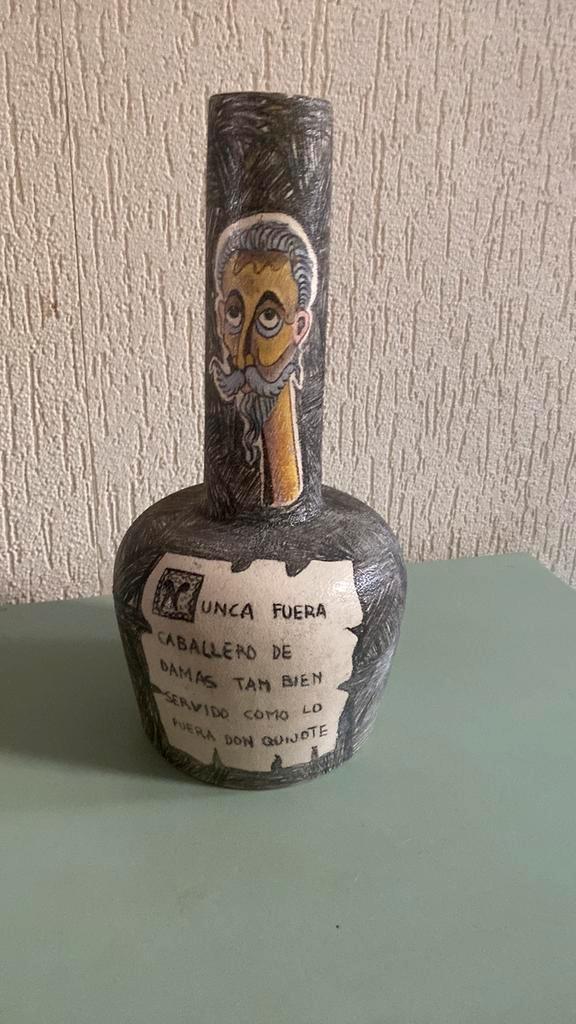 NUNCA FUERA
CABALLERO DE
DAMAS TAM BIEN
SERVIDO COMO LO
FUERA DON QUIJOTE